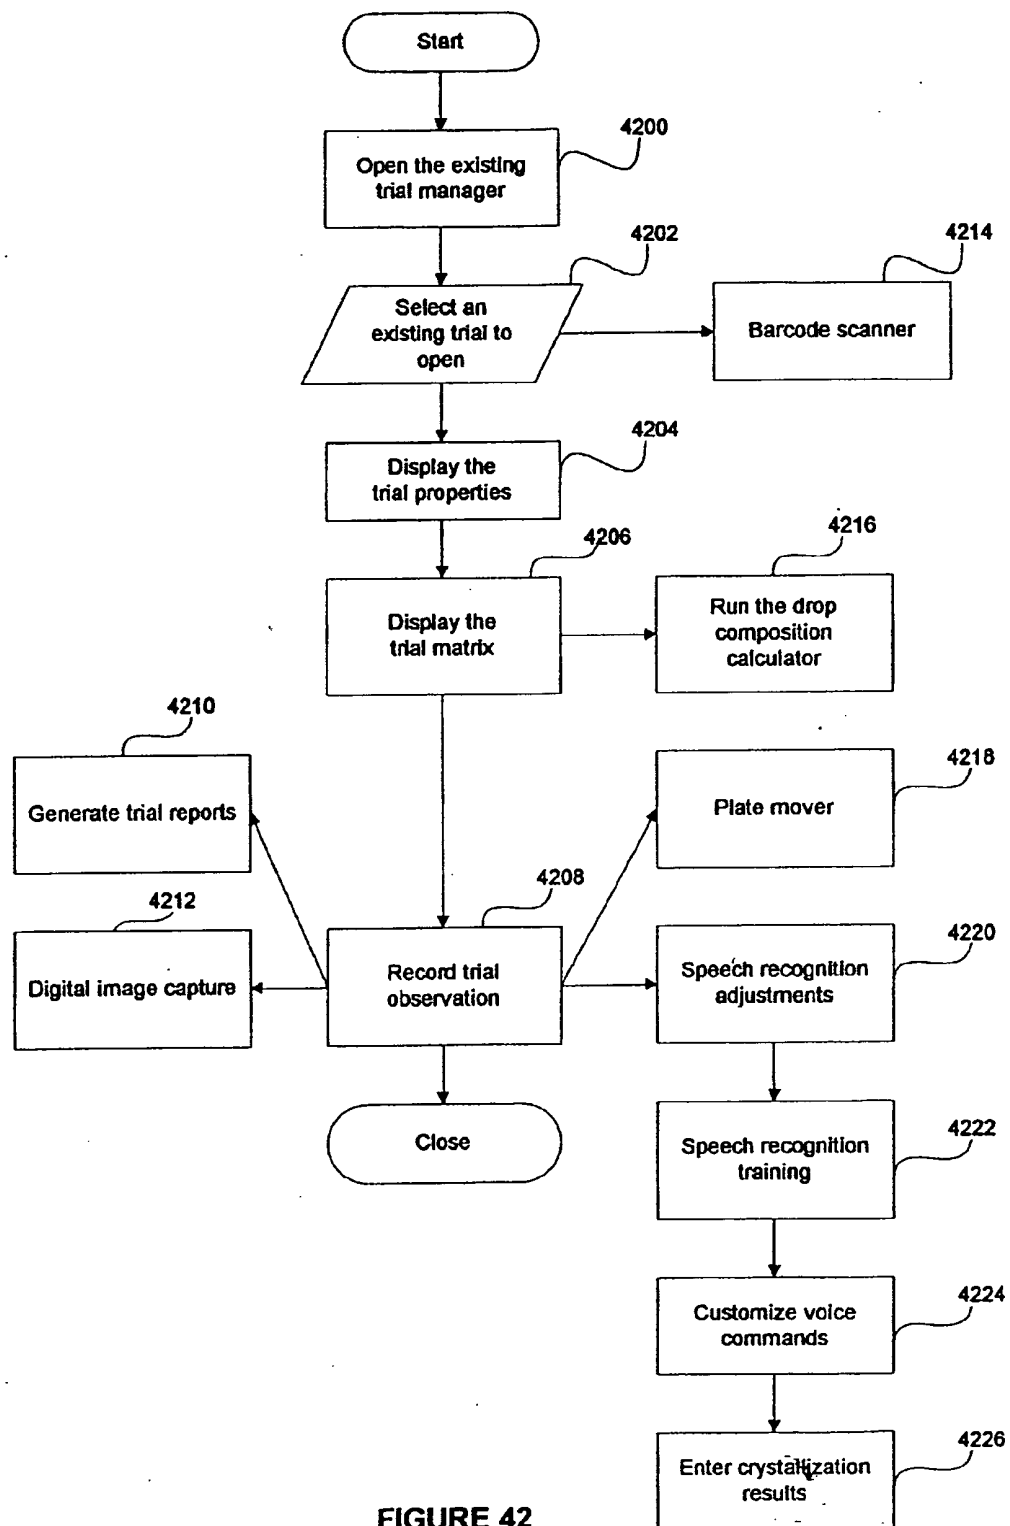 Start
4200
Open the existing
trial manager
4202
4214
Select an
existing trial to
open
Barcode scanner
4204
Display the
trial properties
4206
4216
Display the
trial matrix
Run the drop
composition
calculator
4210
4218
Generate trial reports
Plate mover
4208
4212
4220
Digital image capture
Record trial
observation
Speech recognition
adjustments
Close
4222
Speech recognition
training
4224
Customize voice
commands
4226
Enter crystallization
results
FIGURE 42